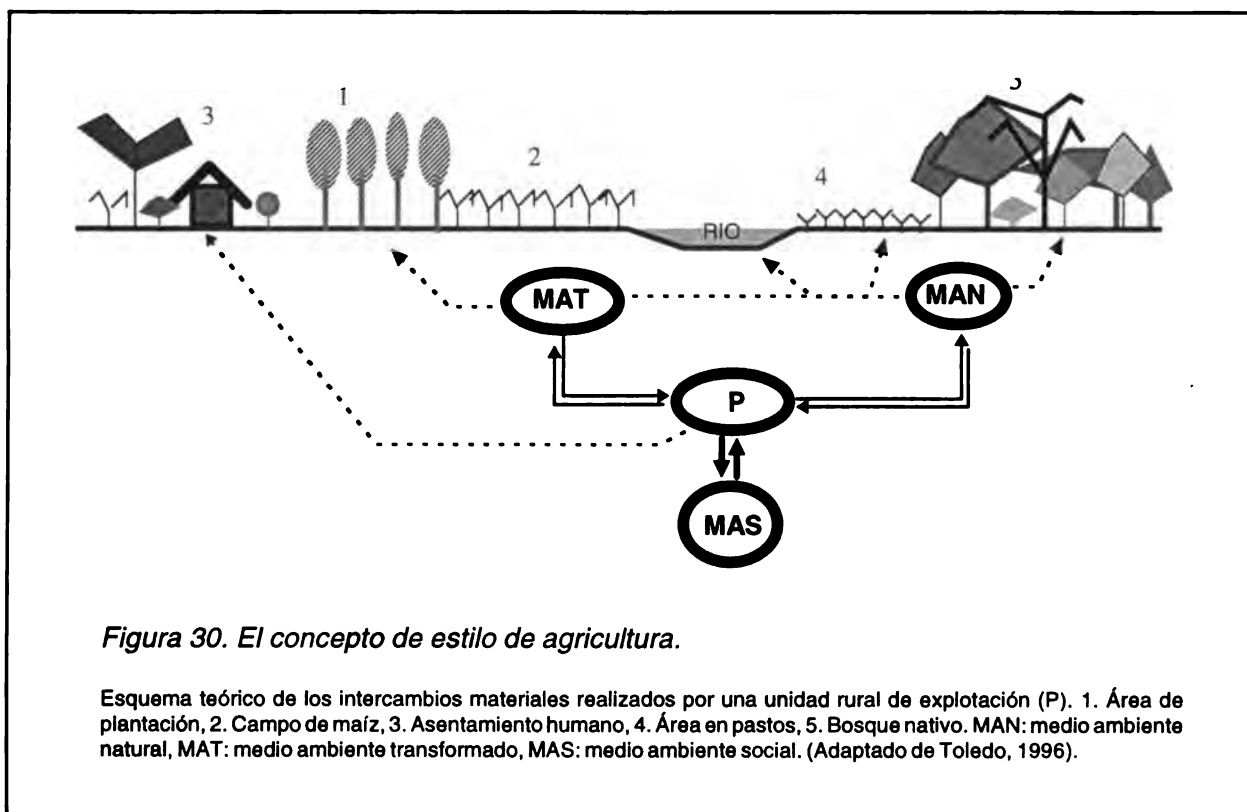 5
1
3
2
4
RIO
MAT
MAN
P
MAS
Figura 30. El concepto de estilo de agricultura.
Esquema teórico de los intercambios materiales realizados por una unidad rural de explotación (P). 1. Área de
plantación, 2. Campo de maíz, 3. Asentamiento humano, 4. Área en pastos, 5. Bosque nativo. MAN: medio ambiente
natural, MAT: medio ambiente transformado, MAS: medio ambiente social. (Adaptado de Toledo, 1996).